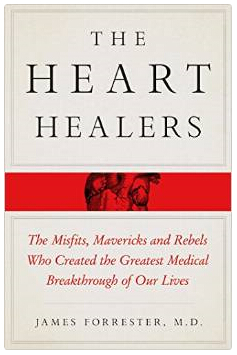 THE
HEART
HEALERS
The Misfits, Mavericks and Rebels
Who Created the Greatest Medical
Breakthrough of Our Lives
JAMES FORRESTER, M.D.